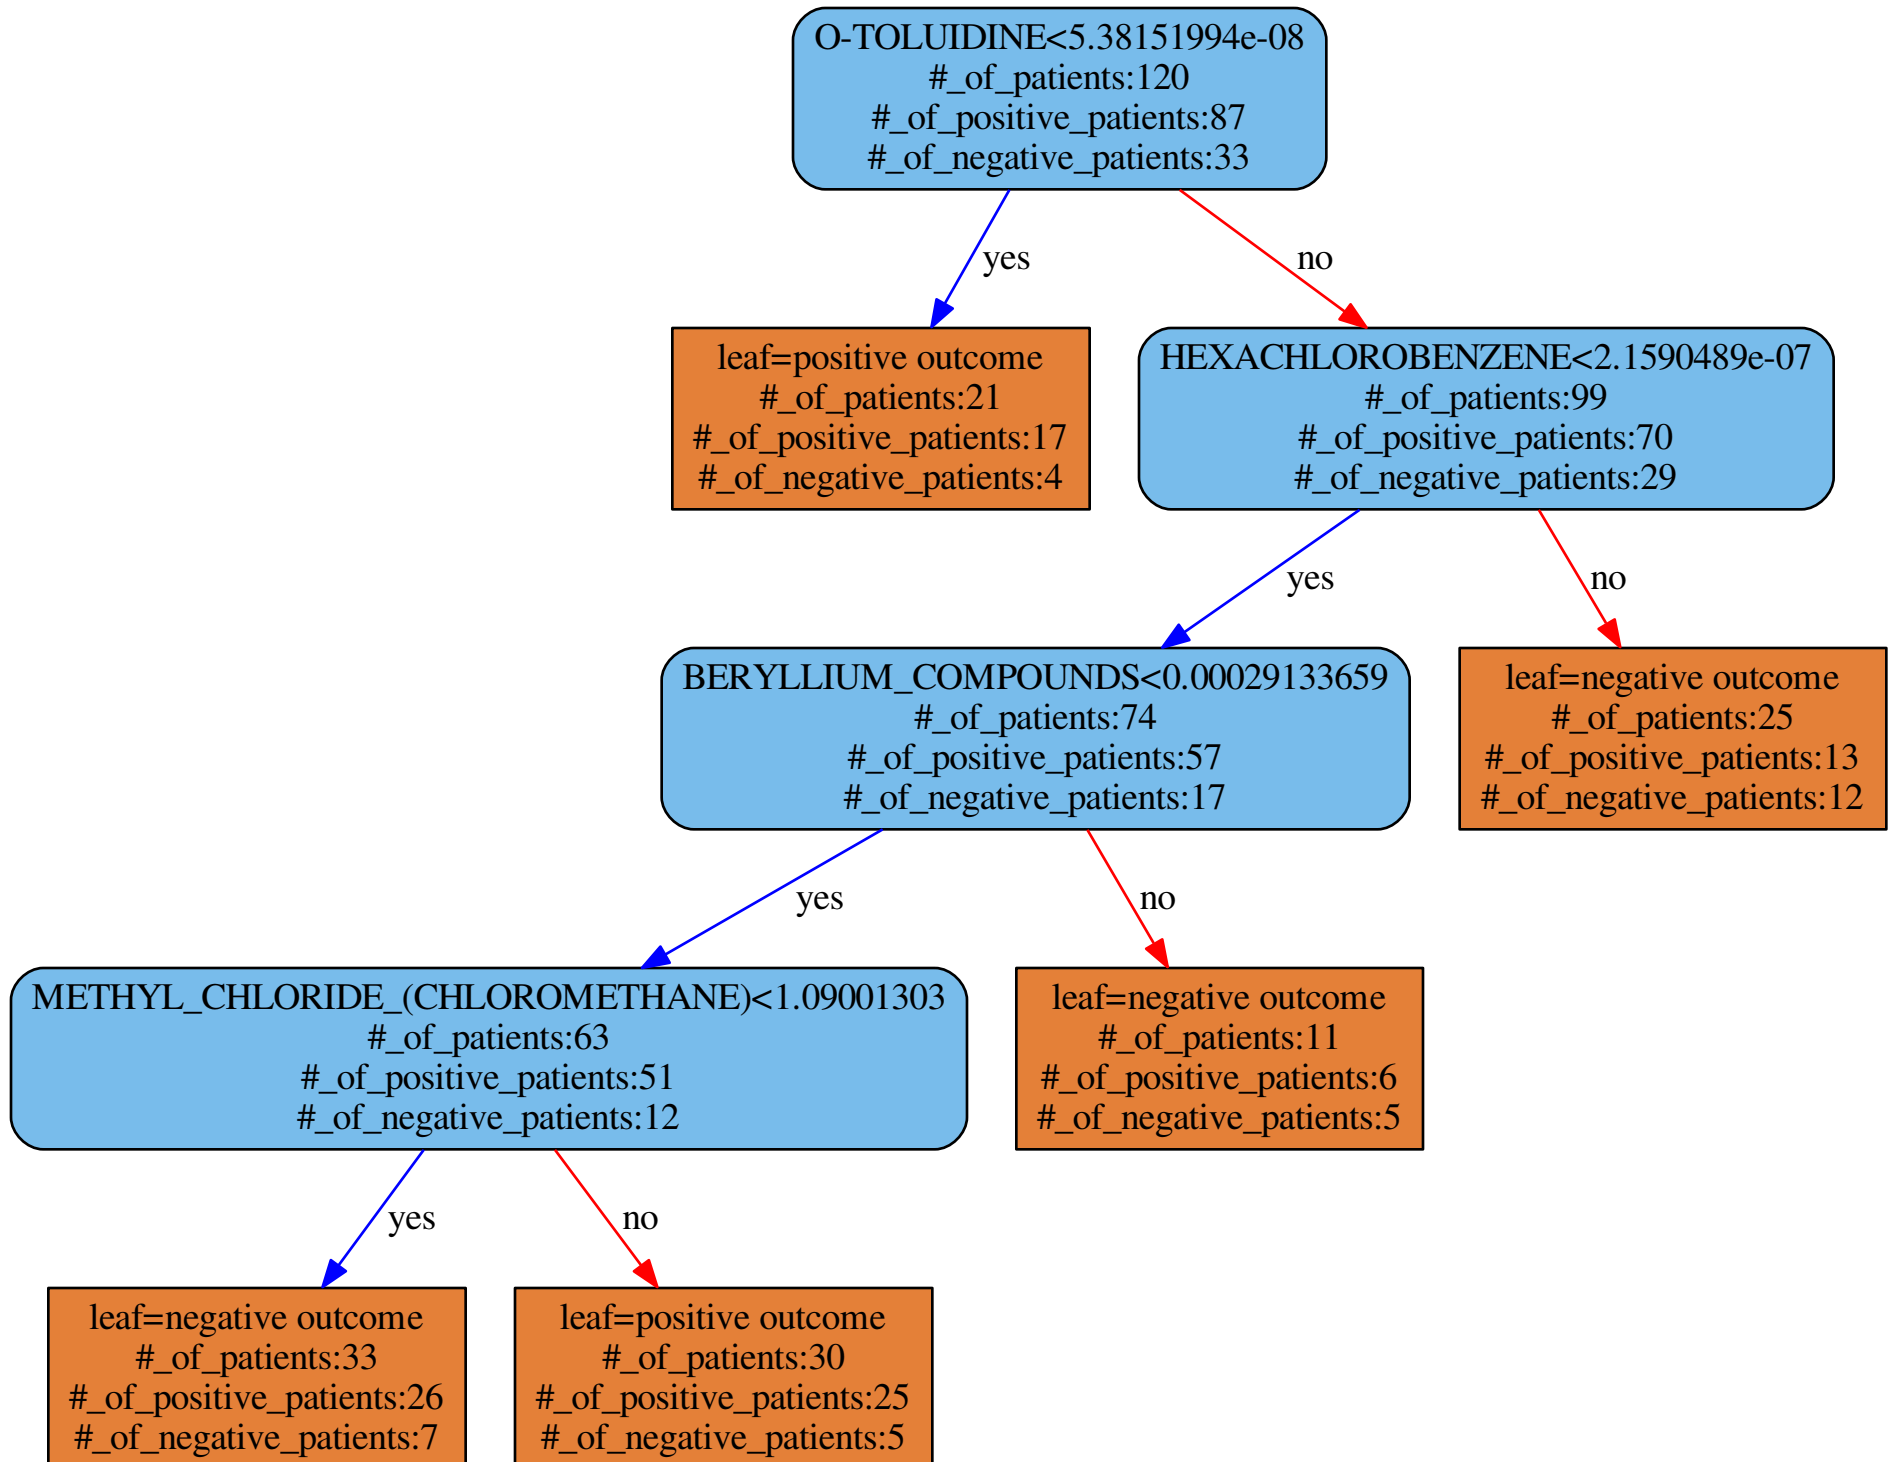 O-TOLUIDINE<5.38151994e-08
#_of_patients:120
#_of_positive_patients:87
#_of_negative_patients:33
yes
no
leaf=positive outcome
#_of_patients:21
#_of_positive_patients:17
#_of_negative_patients:4
HEXACHLOROBENZENE<2.1590489e-07
#_of_patients:99
#_of_positive_patients:70
#_of_negative_patients:29
yes
no
BERYLLIUM_COMPOUNDS<0.00029133659
#_of_patients:74
#_of_positive_patients:57
#_of_negative_patients:17
leaf=negative outcome
#_of_patients:25
#_of_positive_patients:13
#_of_negative_patients:12
yes
no
METHYL_CHLORIDE_(CHLOROMETHANE)<1.09001303
#_of_patients:63
#_of_positive_patients:51
#_of_negative_patients:12
leaf=negative outcome
#_of_patients:11
#_of_positive_patients:6
#_of_negative_patients:5
yes
no
leaf=negative outcome
#_of_patients:33
#_of_positive_patients:26
#_of_negative_patients:7
leaf=positive outcome
#_of_patients:30
#_of_positive_patients:25
#_of_negative_patients:5